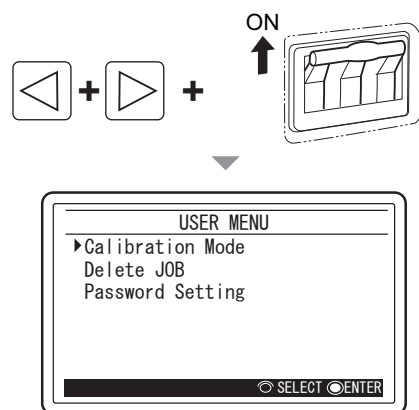 ON
+ +
USER MENU
Calibration Mode
Delete JOB
Password Setting
SELECT ENTER